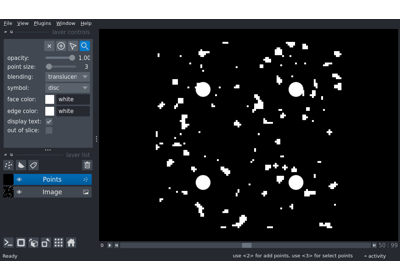 File View Plugins Window Help
layer controls
opacity: 1.00
point size: 3
blending: translucen
symbol: disc
face color: white
edge color: white
display text:
out of slice:
layer list
Points
Image
0 50 99
Ready use <2> for add points, use <3> for select points activity